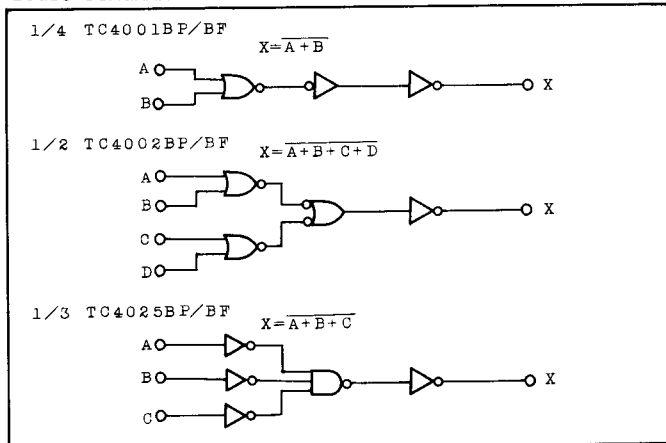 1/4 TC4001BP/BF
X=A+B
A
B
X
1/2 TC4002BP/BF
X=A+B+C+D
A
B
C
D
X
1/3 TC4025BP/BF
X=A+B+C
A
B
C
X